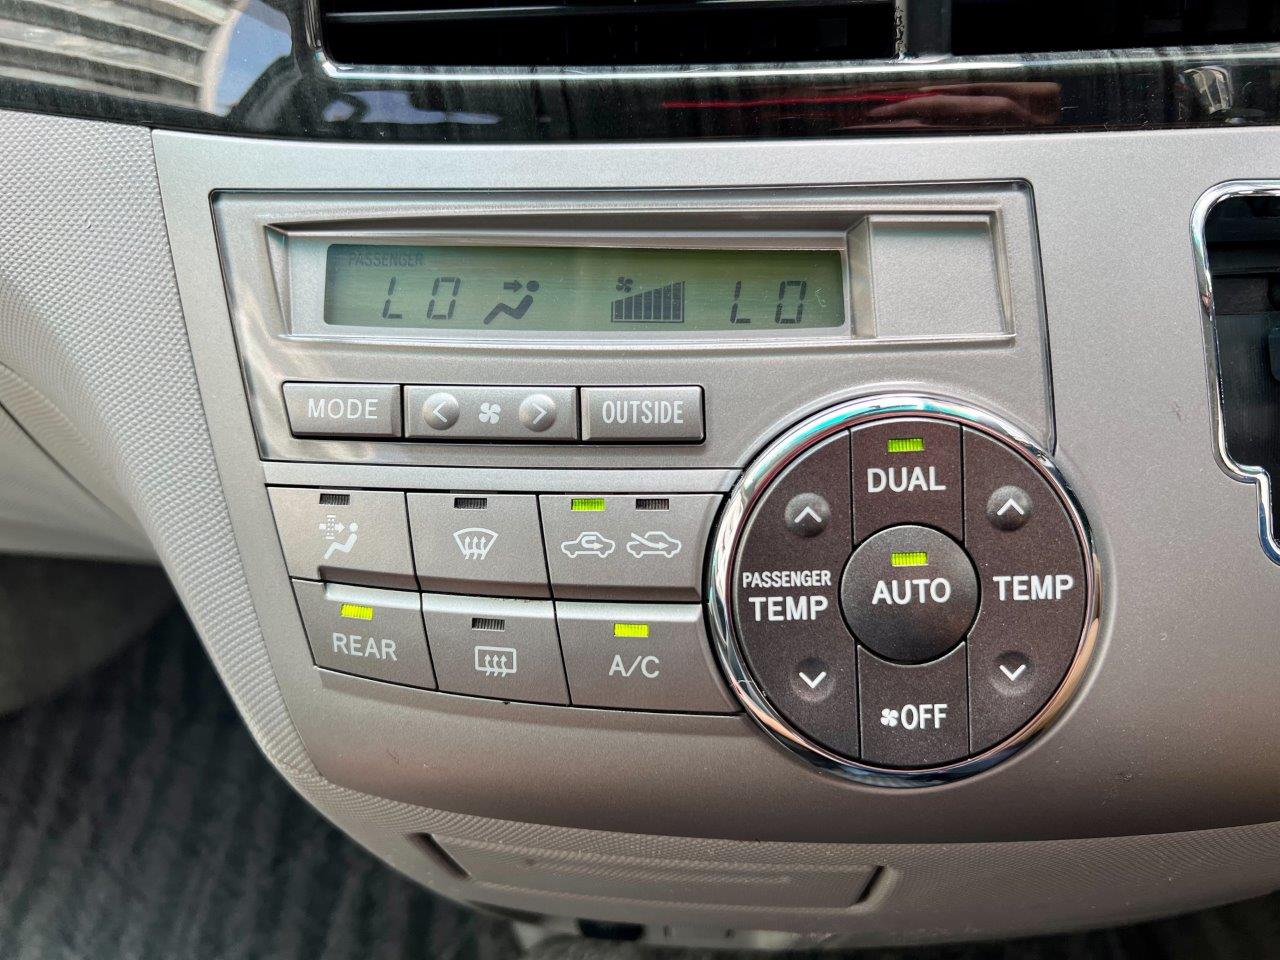 PASSENGER
LO LO
MODE OUTSIDE
DUAL
PASSENGER
TEMP
AUTO
TEMP
REAR
A/C
OFF